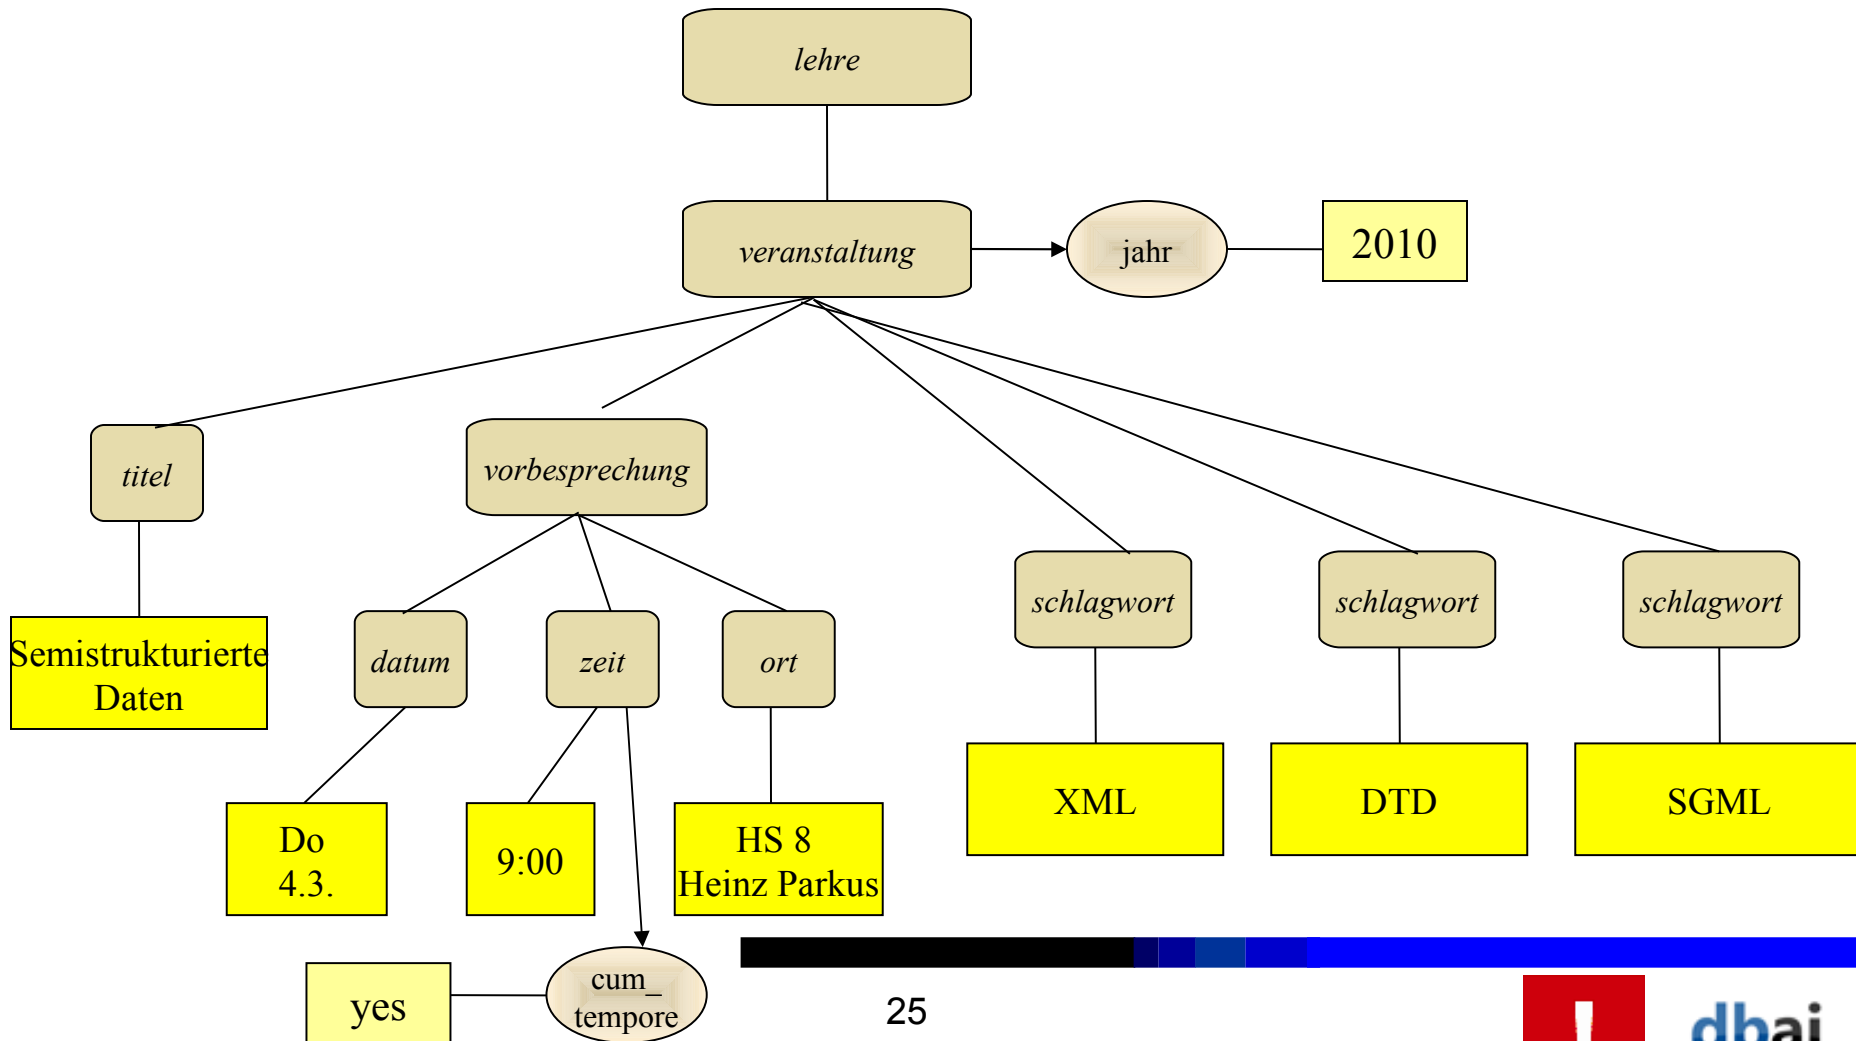 lehre
veranstaltung
jahr
2010
titel
vorbesprechung
schlagwort
schlagwort
schlagwort
datum
zeit
ort
Semistrukturierte
Daten
XML
DTD
SGML
Do
4.3.
9:00
HS 8
Heinz Parkus
yes
cum_
tempore
25
dbai